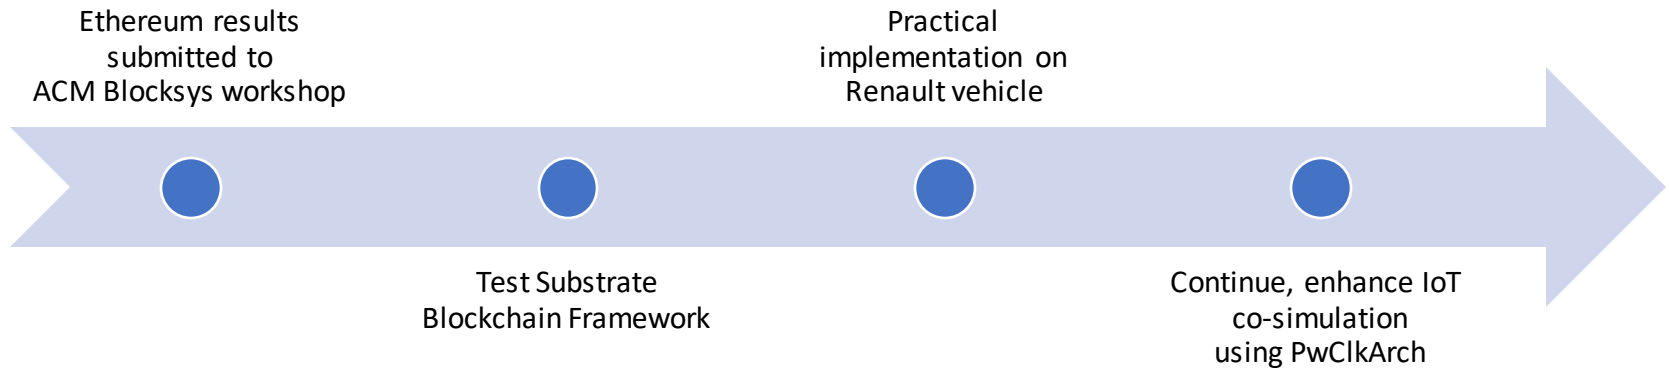 Ethereum results
submitted to
ACM Blocksys workshop
Test Substrate
Blockchain Framework
Practical
implementation on
Renault vehicle
Continue, enhance IoT
co-simulation
using PwClkArch